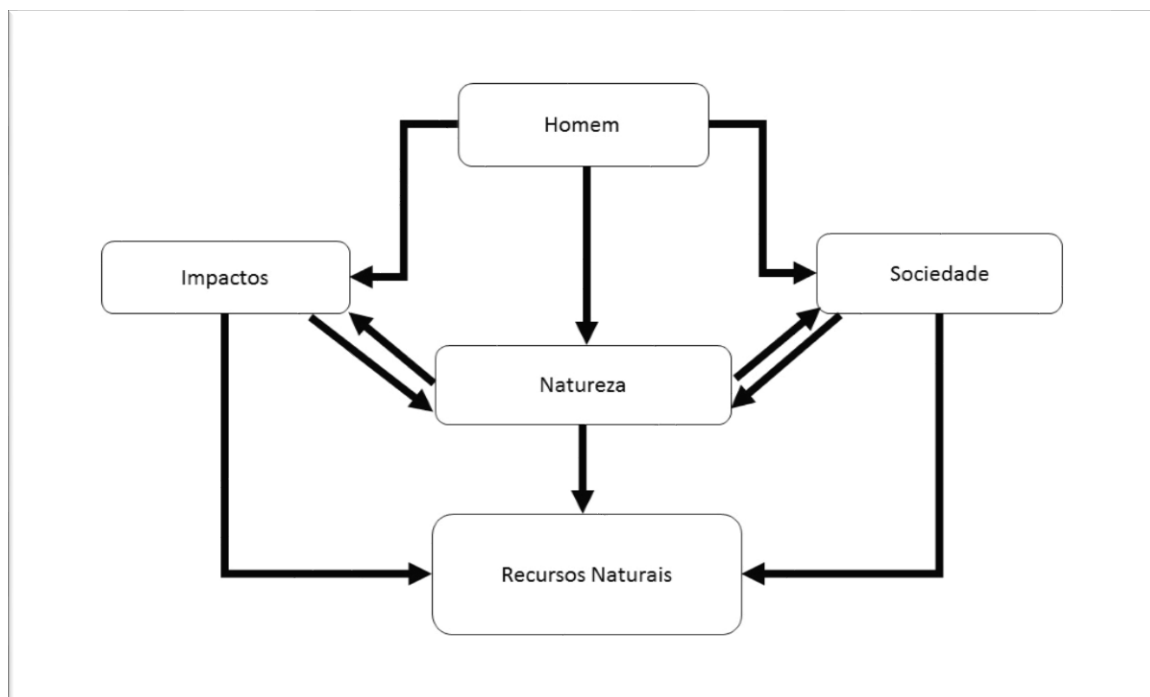 Homem
Impactos
Sociedade
Natureza
Recursos Naturais